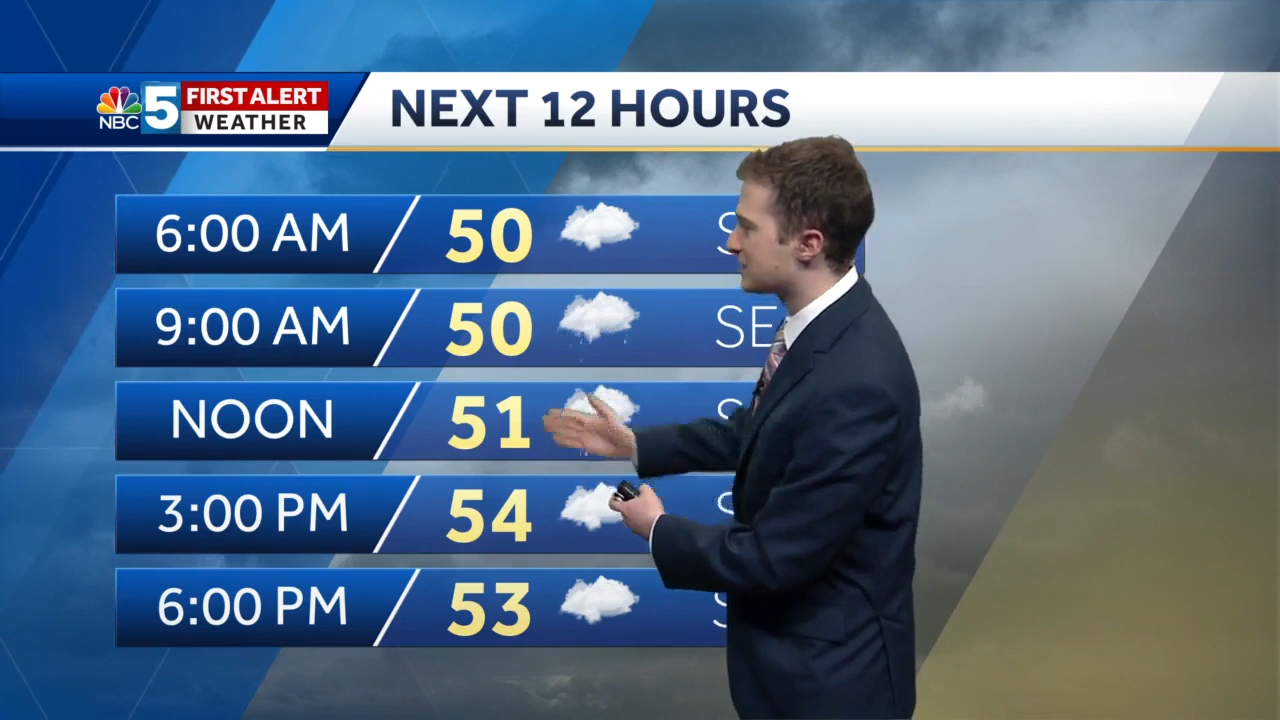 NBC 5 FIRST ALERT WEATHER
NEXT 12 HOURS
6:00 AM 50
9:00 AM 50 SE
NOON 51
3:00 PM 54
6:00 PM 53